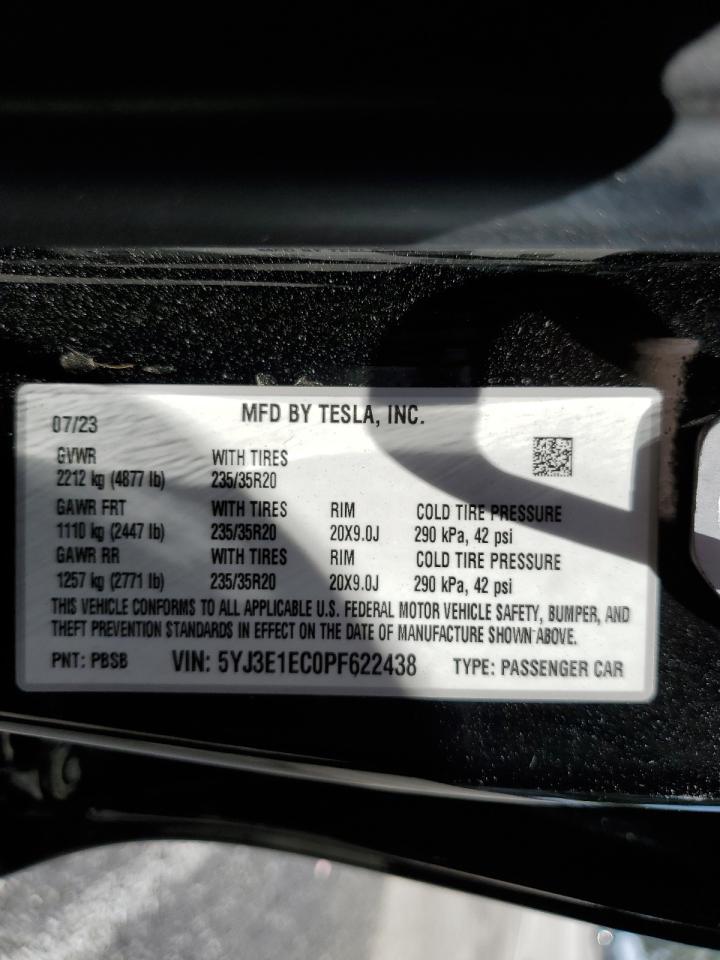 MFD BY TESLA, INC.
07/23
GVWR WITH TIRES
2212 kg (4877 lb) 235/35R20
GAWR FRT WITH TIRES RIM COLD TIRE PRESSURE
1110 kg (2447 lb) 235/35R20 20X9.0J 290 kPa, 42 psi
GAWR RR WITH TIRES RIM COLD TIRE PRESSURE
1257 kg (2771 lb) 235/35R20 20X9.0J 290 kPa, 42 psi
THIS VEHICLE CONFORMS TO ALL APPLICABLE U.S. FEDERAL MOTOR VEHICLE SAFETY, BUMPER, AND
THEFT PREVENTION STANDARDS IN EFFECT ON THE DATE OF MANUFACTURE SHOWN ABOVE.
PNT: PBSB VIN: 5YJ3E1EC0PF622438 TYPE: PASSENGER CAR